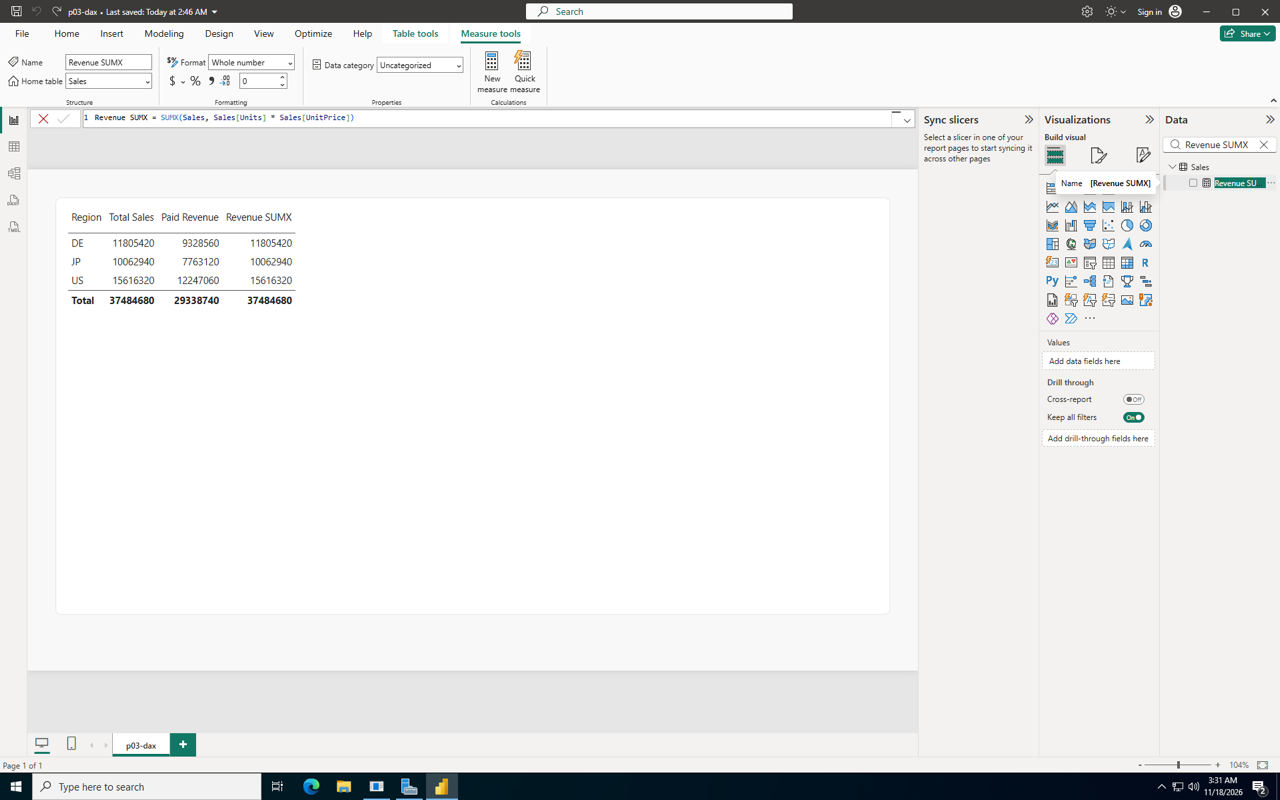 p03-dax • Last saved: Today at 2:46 AM
Search
Sign in
File Home Insert Modeling Design View Optimize Help Table tools Measure tools
Share
Name Revenue SUMX
Home table Sales
Structure
Format Whole number
$ % 0
Formatting
Data category Uncategorized
Properties
New measure
Quick measure
Calculations
1 Revenue SUMX = SUMX(Sales, Sales[Units] * Sales[UnitPrice])
Region Total Sales Paid Revenue Revenue SUMX
DE 11805420 9328560 11805420
JP 10062940 7763120 10062940
US 15616320 12247060 15616320
Total 37484680 29338740 37484680
Sync slicers
Select a slicer in one of your
report pages to start syncing it
across other pages
Visualizations
Build visual
Name [Revenue SUMX]
R
Py
Values
Add data fields here
Drill through
Cross-report Off
Keep all filters On
Add drill-through fields here
Data
Revenue SUMX
Sales
Revenue SU
p03-dax
Page 1 of 1
- + 104%
Type here to search
3:31 AM
11/18/2026
2